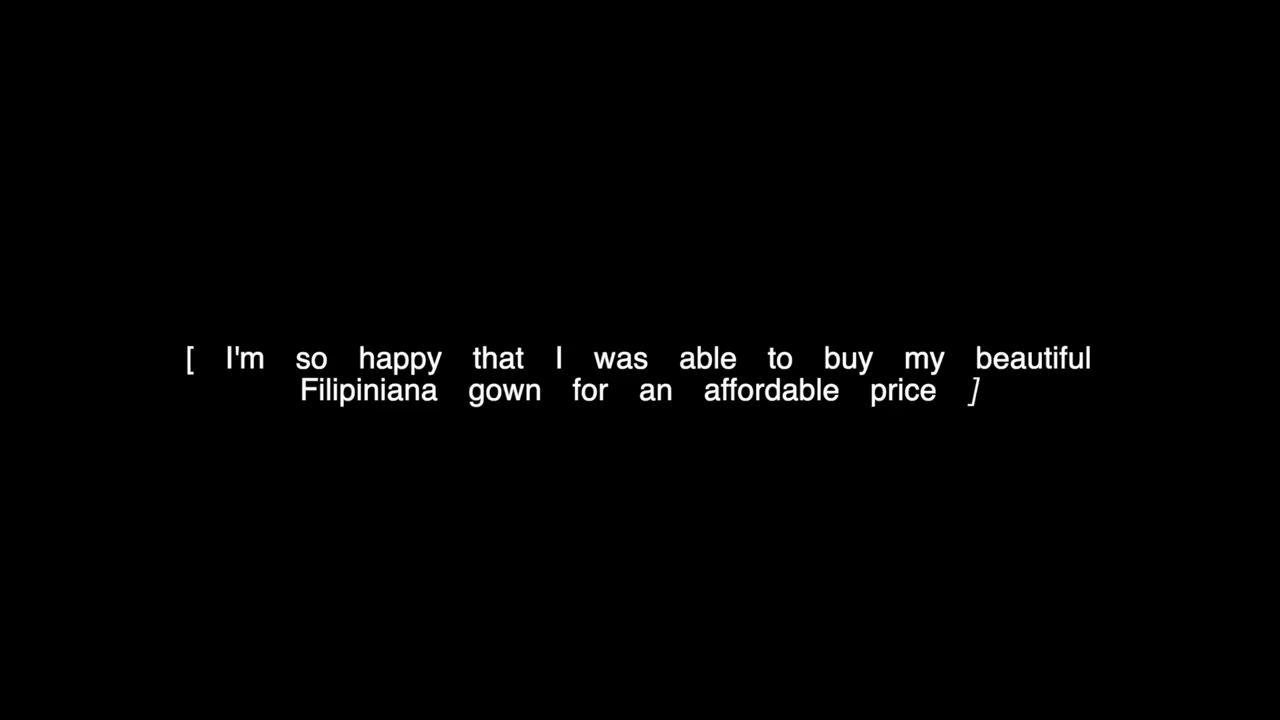 [ I'm so happy that I was able to buy my beautiful
Filipiniana gown for an affordable price ]